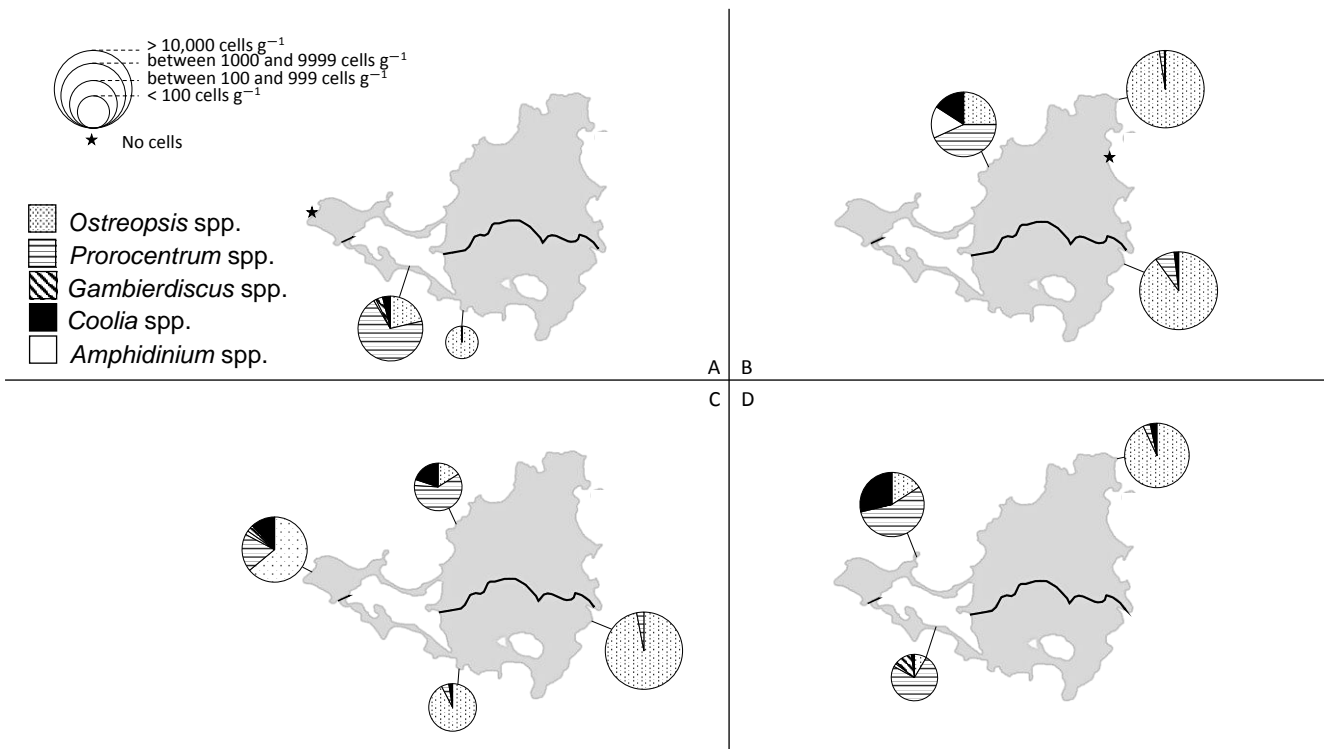 > 10,000 cells g⁻¹
between 1000 and 9999 cells g⁻¹
between 100 and 999 cells g⁻¹
< 100 cells g⁻¹
No cells
Ostreopsis spp.
Prorocentrum spp.
Gambierdiscus spp.
Coolia spp.
Amphidinium spp.
A B
C D